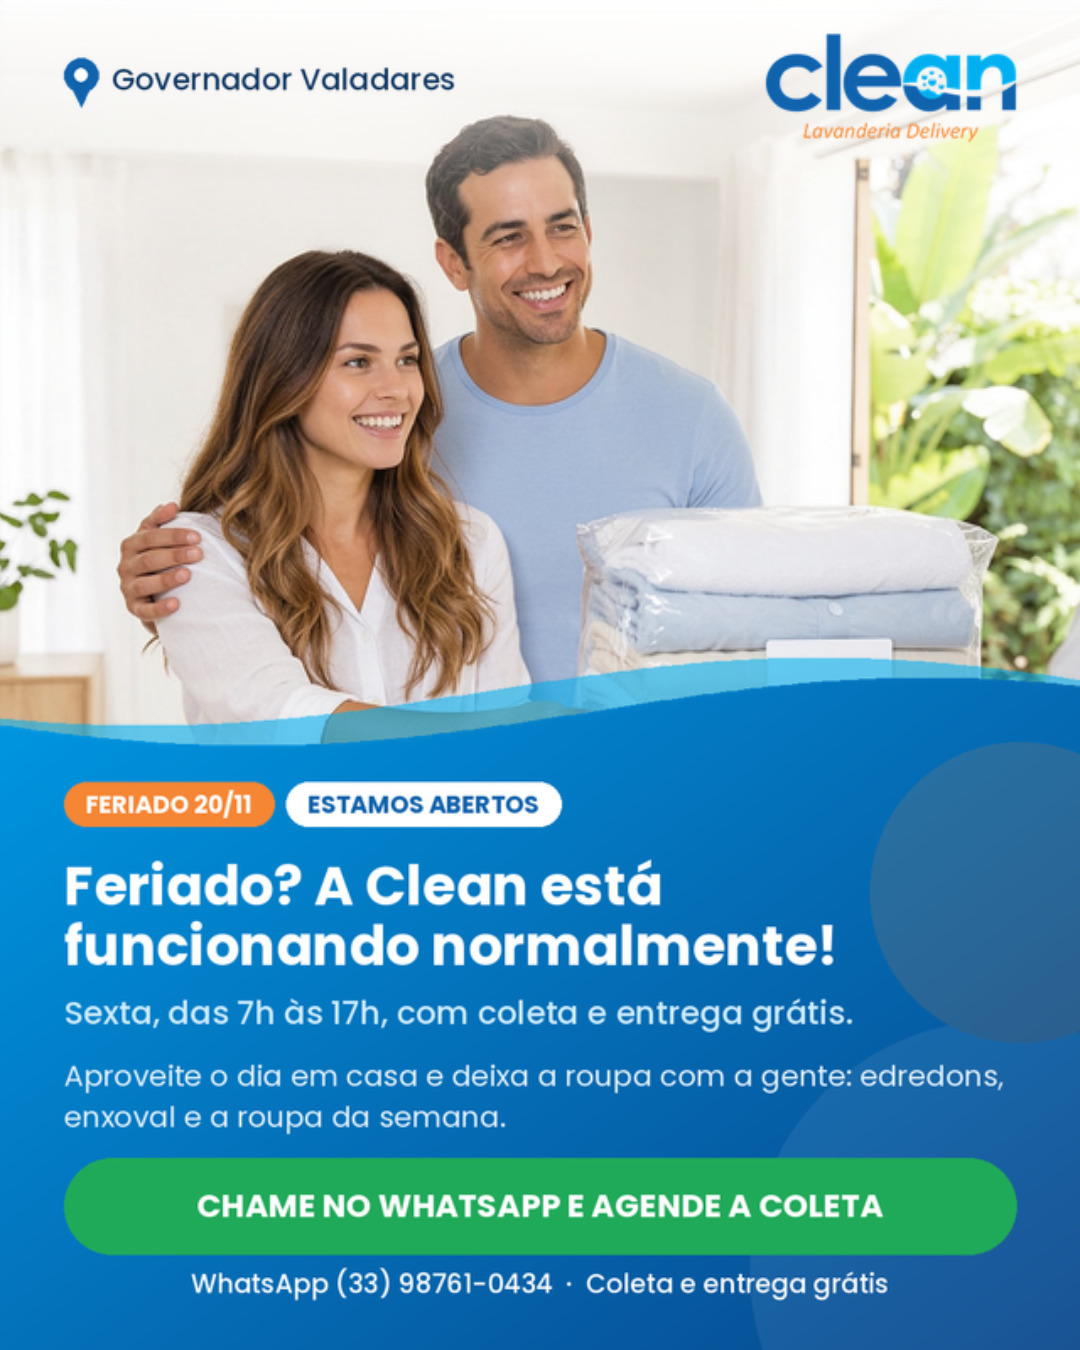 Governador Valadares
clean
Lavanderia Delivery
FERIADO 20/11
ESTAMOS ABERTOS
Feriado? A Clean está
funcionando normalmente!
Sexta, das 7h às 17h, com coleta e entrega grátis.
Aproveite o dia em casa e deixa a roupa com a gente: edredons,
enxoval e a roupa da semana.
CHAME NO WHATSAPP E AGENDE A COLETA
WhatsApp (33) 98761-0434 · Coleta e entrega grátis